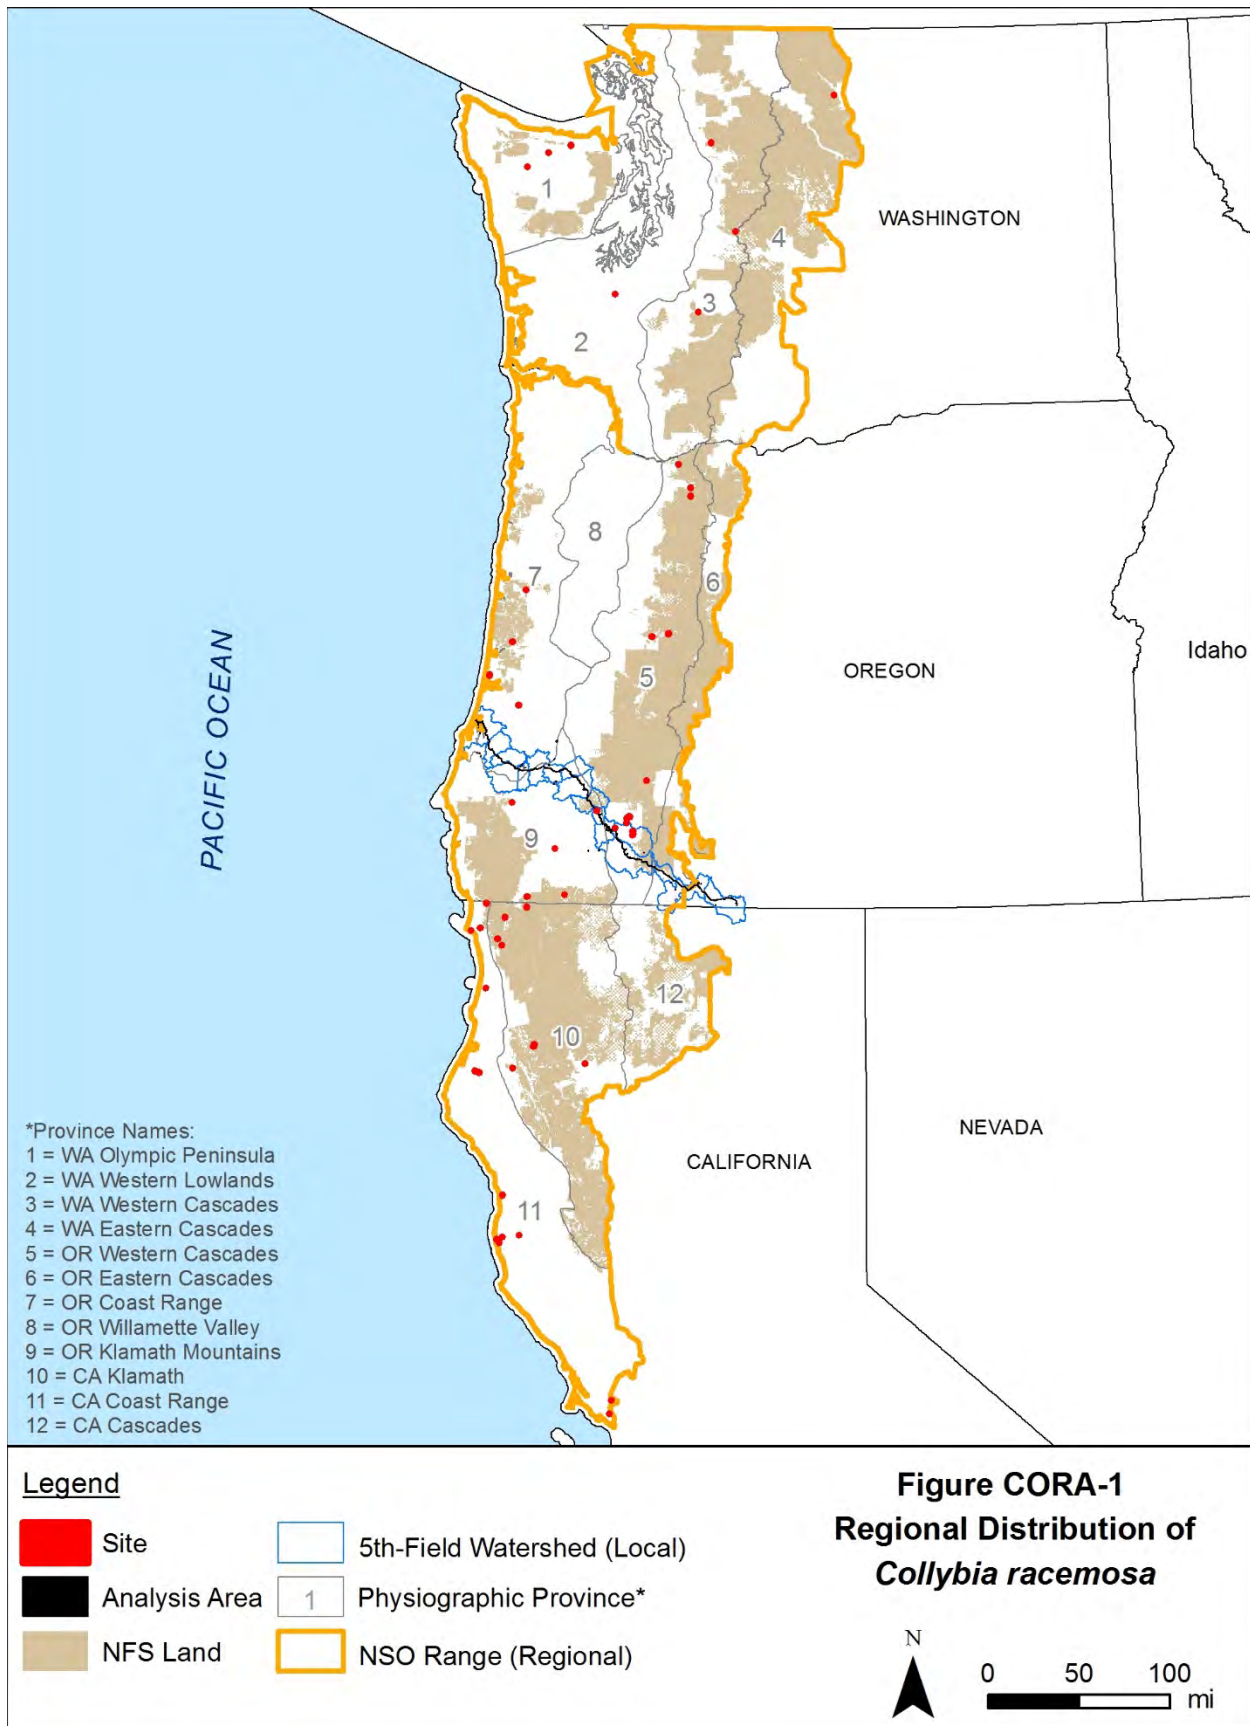 WASHINGTON
1
4
3
2
8
7
6
5
OREGON
Idaho
PACIFIC OCEAN
9
12
10
NEVADA
CALIFORNIA
11
*Province Names:
1 = WA Olympic Peninsula
2 = WA Western Lowlands
3 = WA Western Cascades
4 = WA Eastern Cascades
5 = OR Western Cascades
6 = OR Eastern Cascades
7 = OR Coast Range
8 = OR Willamette Valley
9 = OR Klamath Mountains
10 = CA Klamath
11 = CA Coast Range
12 = CA Cascades
Legend
Site
Analysis Area
NFS Land
5th-Field Watershed (Local)
1
Physiographic Province*
NSO Range (Regional)
Figure CORA-1
Regional Distribution of
Collybia racemosa
N
0 50 100
mi